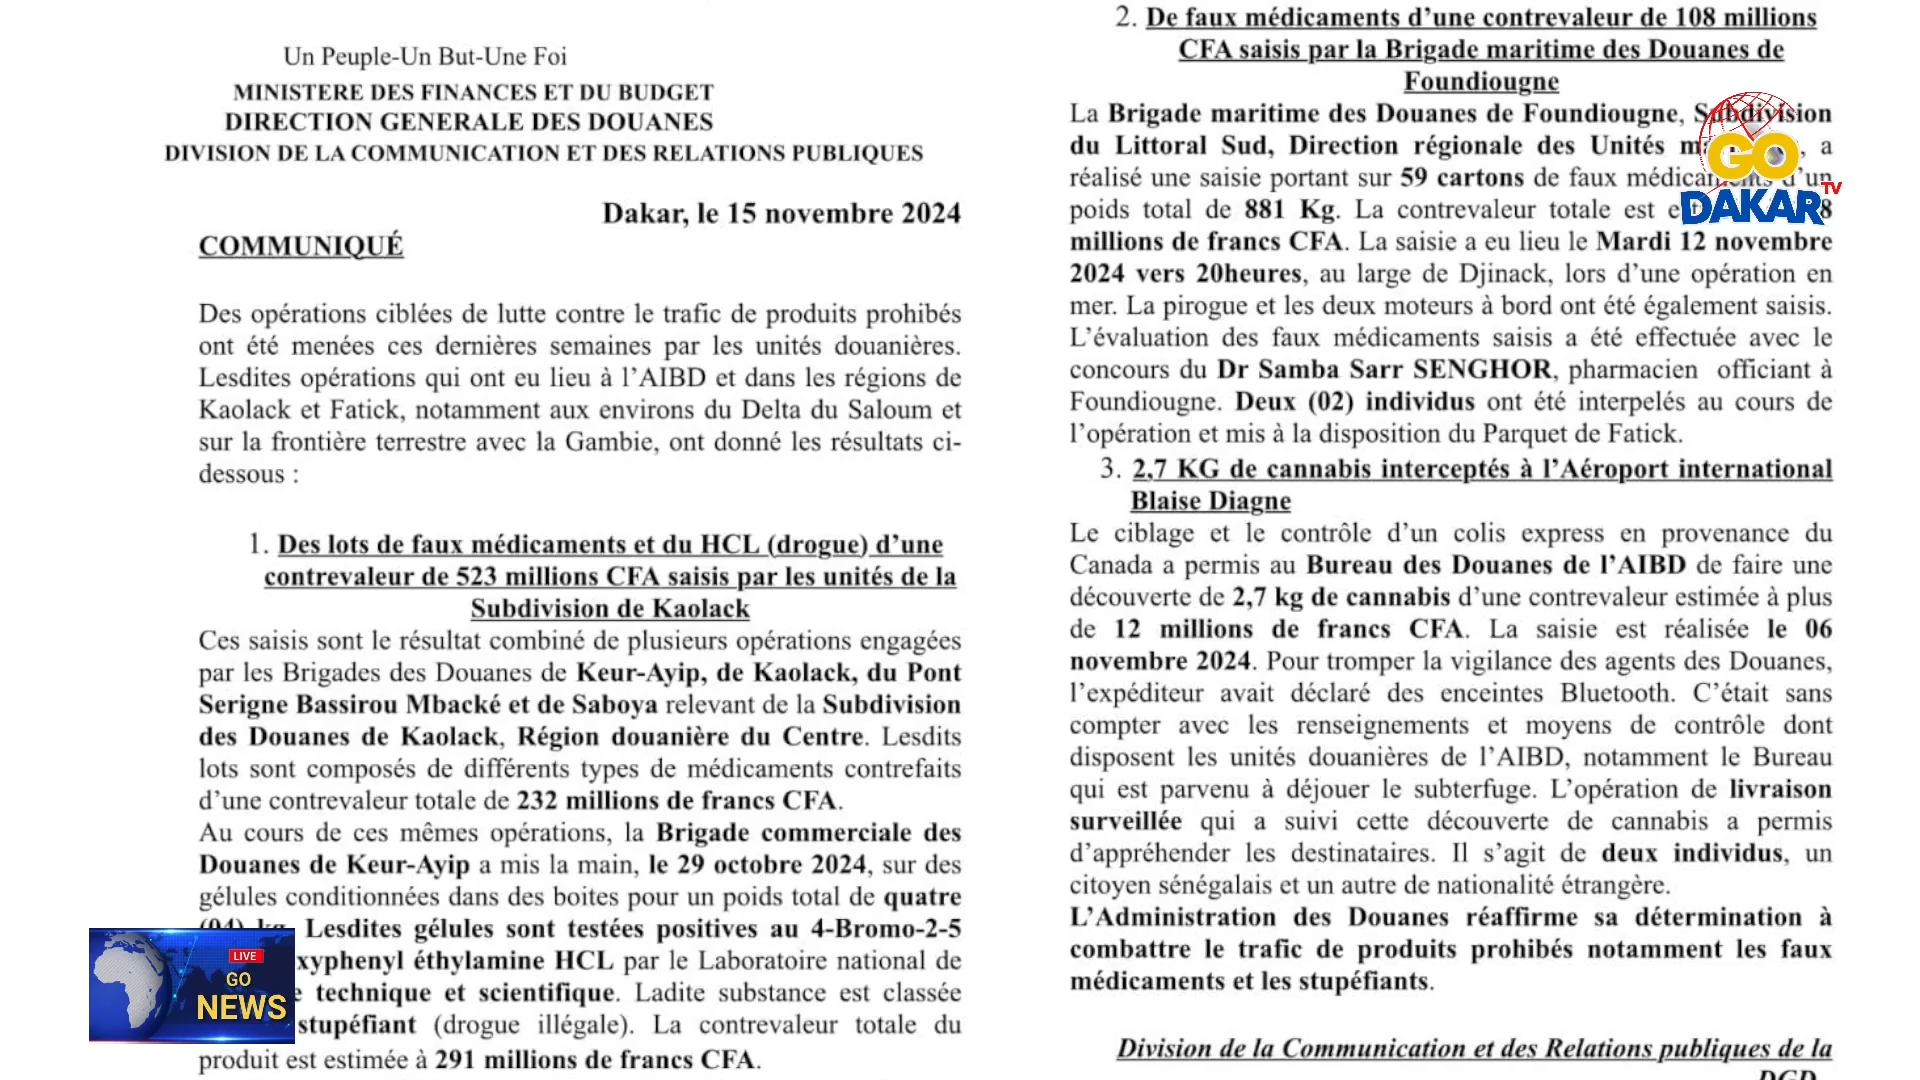 Un Peuple-Un But-Une Foi
MINISTERE DES FINANCES ET DU BUDGET
DIRECTION GENERALE DES DOUANES
DIVISION DE LA COMMUNICATION ET DES RELATIONS PUBLIQUES
Dakar, le 15 novembre 2024
COMMUNIQUÉ
Des opérations ciblées de lutte contre le trafic de produits prohibés
ont été menées ces dernières semaines par les unités douanières.
Lesdites opérations qui ont eu lieu à l’AIBD et dans les régions de
Kaolack et Fatick, notamment aux environs du Delta du Saloum et
sur la frontière terrestre avec la Gambie, ont donné les résultats ci-
dessous :
1. Des lots de faux médicaments et du HCL (drogue) d’une
contrevaleur de 523 millions CFA saisis par les unités de la
Subdivision de Kaolack
Ces saisis sont le résultat combiné de plusieurs opérations engagées
par les Brigades des Douanes de Keur-Ayip, de Kaolack, du Pont
Serigne Bassirou Mbacké et de Saboya relevant de la Subdivision
des Douanes de Kaolack, Région douanière du Centre. Lesdits
lots sont composés de différents types de médicaments contrefaits
d’une contrevaleur totale de 232 millions de francs CFA.
Au cours de ces mêmes opérations, la Brigade commerciale des
Douanes de Keur-Ayip a mis la main, le 29 octobre 2024, sur des
gélules conditionnées dans des boites pour un poids total de quatre
(04) kg. Lesdites gélules sont testées positives au 4-Bromo-2-5
xyphenyl éthylamine HCL par le Laboratoire national de
technique et scientifique. Ladite substance est classée
stupéfiant (drogue illégale). La contrevaleur totale du
produit est estimée à 291 millions de francs CFA.
2. De faux médicaments d’une contrevaleur de 108 millions
CFA saisis par la Brigade maritime des Douanes de
Foundiougne
La Brigade maritime des Douanes de Foundiougne, Subdivision
du Littoral Sud, Direction régionale des Unités , a
réalisé une saisie portant sur 59 cartons de faux médicaments d’un
poids total de 881 Kg. La contrevaleur totale est
millions de francs CFA. La saisie a eu lieu le Mardi 12 novembre
2024 vers 20heures, au large de Djinack, lors d’une opération en
mer. La pirogue et les deux moteurs à bord ont été également saisis.
L’évaluation des faux médicaments saisis a été effectuée avec le
concours du Dr Samba Sarr SENGHOR, pharmacien officiant à
Foundiougne. Deux (02) individus ont été interpelés au cours de
l’opération et mis à la disposition du Parquet de Fatick.
3. 2,7 KG de cannabis interceptés à l’Aéroport international
Blaise Diagne
Le ciblage et le contrôle d’un colis express en provenance du
Canada a permis au Bureau des Douanes de l’AIBD de faire une
découverte de 2,7 kg de cannabis d’une contrevaleur estimée à plus
de 12 millions de francs CFA. La saisie est réalisée le 06
novembre 2024. Pour tromper la vigilance des agents des Douanes,
l’expéditeur avait déclaré des enceintes Bluetooth. C’était sans
compter avec les renseignements et moyens de contrôle dont
disposent les unités douanières de l’AIBD, notamment le Bureau
qui est parvenu à déjouer le subterfuge. L’opération de livraison
surveillée qui a suivi cette découverte de cannabis a permis
d’appréhender les destinataires. Il s’agit de deux individus, un
citoyen sénégalais et un autre de nationalité étrangère.
L’Administration des Douanes réaffirme sa détermination à
combattre le trafic de produits prohibés notamment les faux
médicaments et les stupéfiants.
Division de la Communication et des Relations publiques de la
DGD
GO
DAKAR TV
LIVE
GO
NEWS